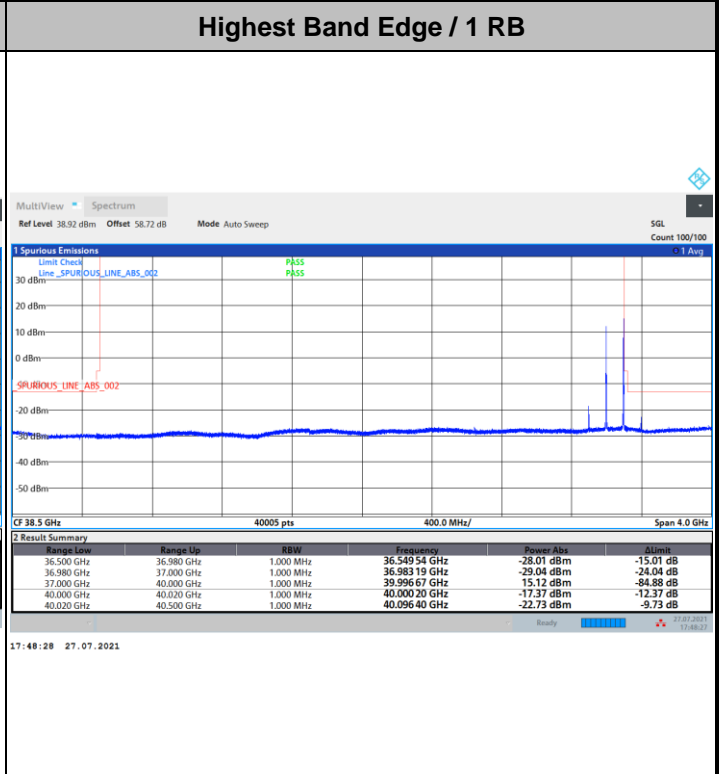 Highest Band Edge / 1 RB
MultiView Spectrum
Ref Level 38.92 dBm Offset 58.72 dB Mode Auto Sweep SGL
Count 100/100
1 Spurious Emissions 1 Avg
Limit Check PASS
Line _SPURIOUS_LINE_ABS_002 PASS
30 dBm
20 dBm
10 dBm
0 dBm
_SPURIOUS_LINE_ABS_002
-20 dBm
-30 dBm
-40 dBm
-50 dBm
CF 38.5 GHz 40005 pts 400.0 MHz/ Span 4.0 GHz
2 Result Summary
Range Low Range Up RBW Frequency Power Abs ΔLimit
36.500 GHz 36.980 GHz 1.000 MHz 36.549 54 GHz -28.01 dBm -15.01 dB
36.980 GHz 37.000 GHz 1.000 MHz 36.983 19 GHz -29.04 dBm -24.04 dB
37.000 GHz 40.000 GHz 1.000 MHz 39.996 67 GHz 15.12 dBm -84.88 dB
40.000 GHz 40.020 GHz 1.000 MHz 40.000 20 GHz -17.37 dBm -12.37 dB
40.020 GHz 40.500 GHz 1.000 MHz 40.096 40 GHz -22.73 dBm -9.73 dB
Ready 27.07.2021
17:48:27
17:48:28 27.07.2021